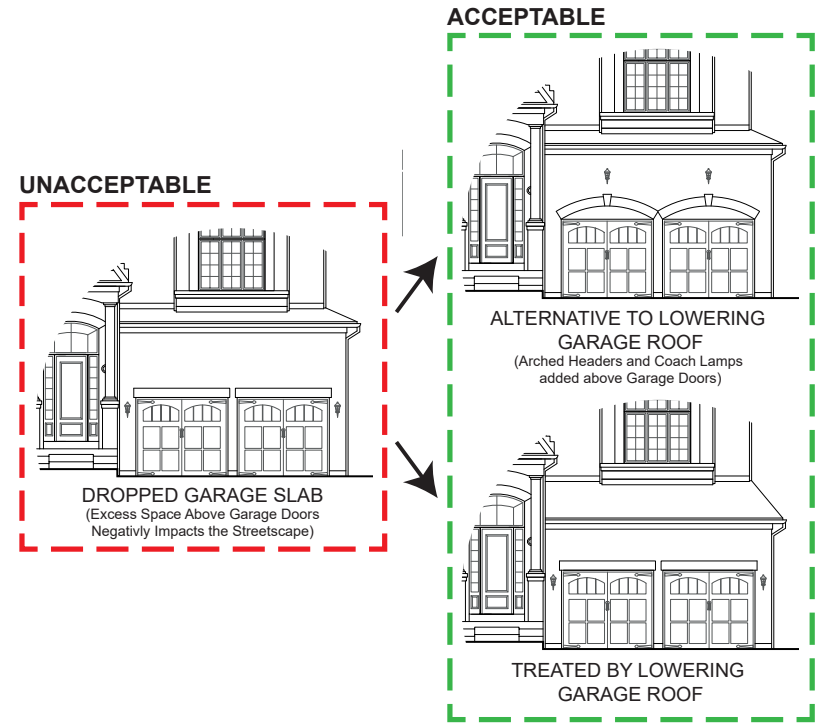 UNACCEPTABLE
DROPPED GARAGE SLAB
(Excess Space Above Garage Doors
Negativly Impacts the Streetscape)
ACCEPTABLE
ALTERNATIVE TO LOWERING
GARAGE ROOF
(Arched Headers and Coach Lamps
added above Garage Doors)
TREATED BY LOWERING
GARAGE ROOF